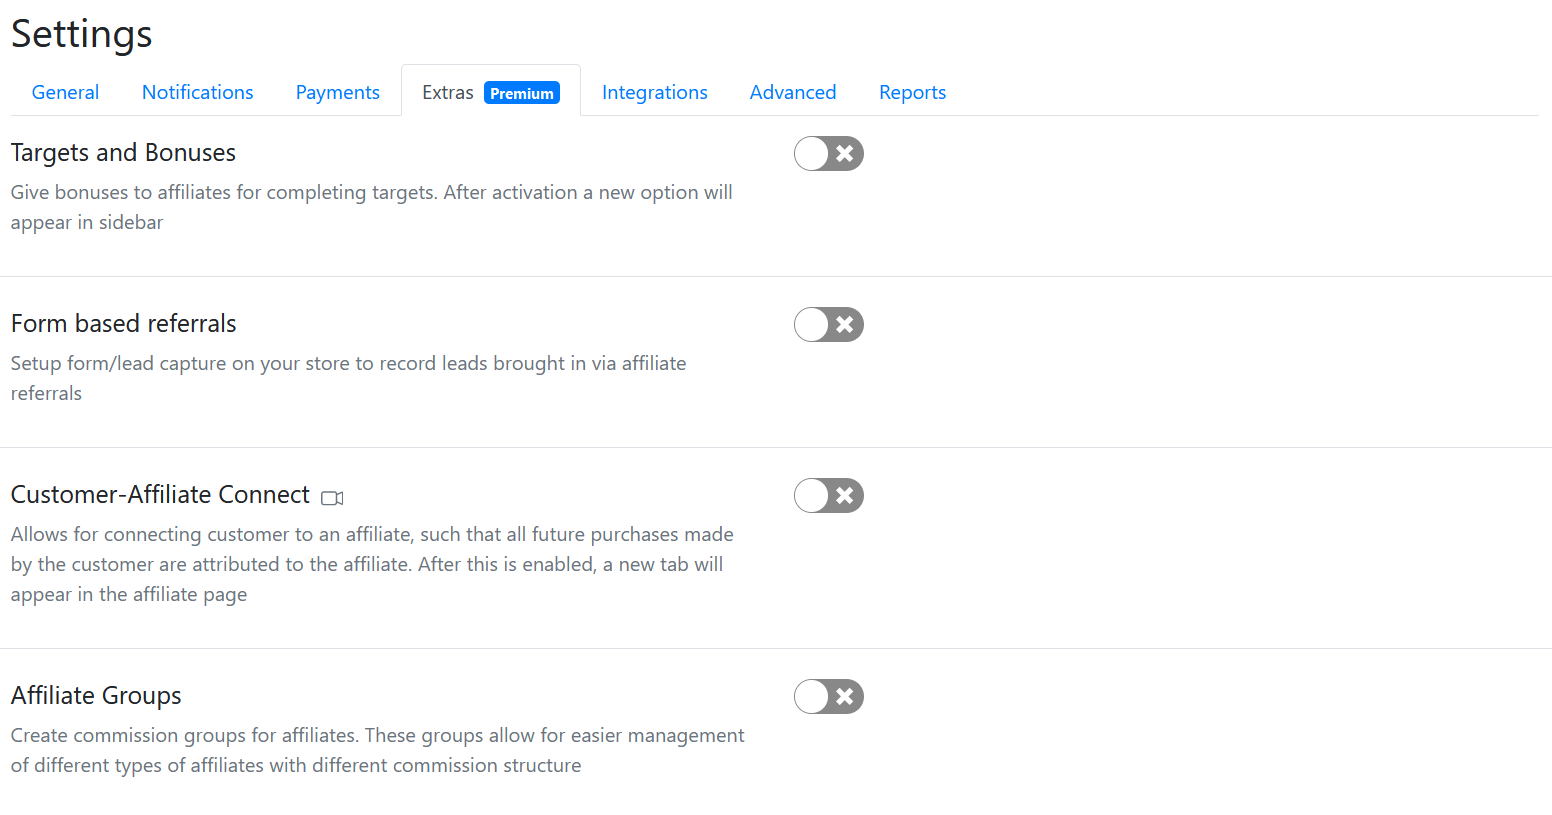 Settings
General Notifications Payments Extras Premium Integrations Advanced Reports
Targets and Bonuses
Give bonuses to affiliates for completing targets. After activation a new option will
appear in sidebar
Form based referrals
Setup form/lead capture on your store to record leads brought in via affiliate
referrals
Customer-Affiliate Connect
Allows for connecting customer to an affiliate, such that all future purchases made
by the customer are attributed to the affiliate. After this is enabled, a new tab will
appear in the affiliate page
Affiliate Groups
Create commission groups for affiliates. These groups allow for easier management
of different types of affiliates with different commission structure